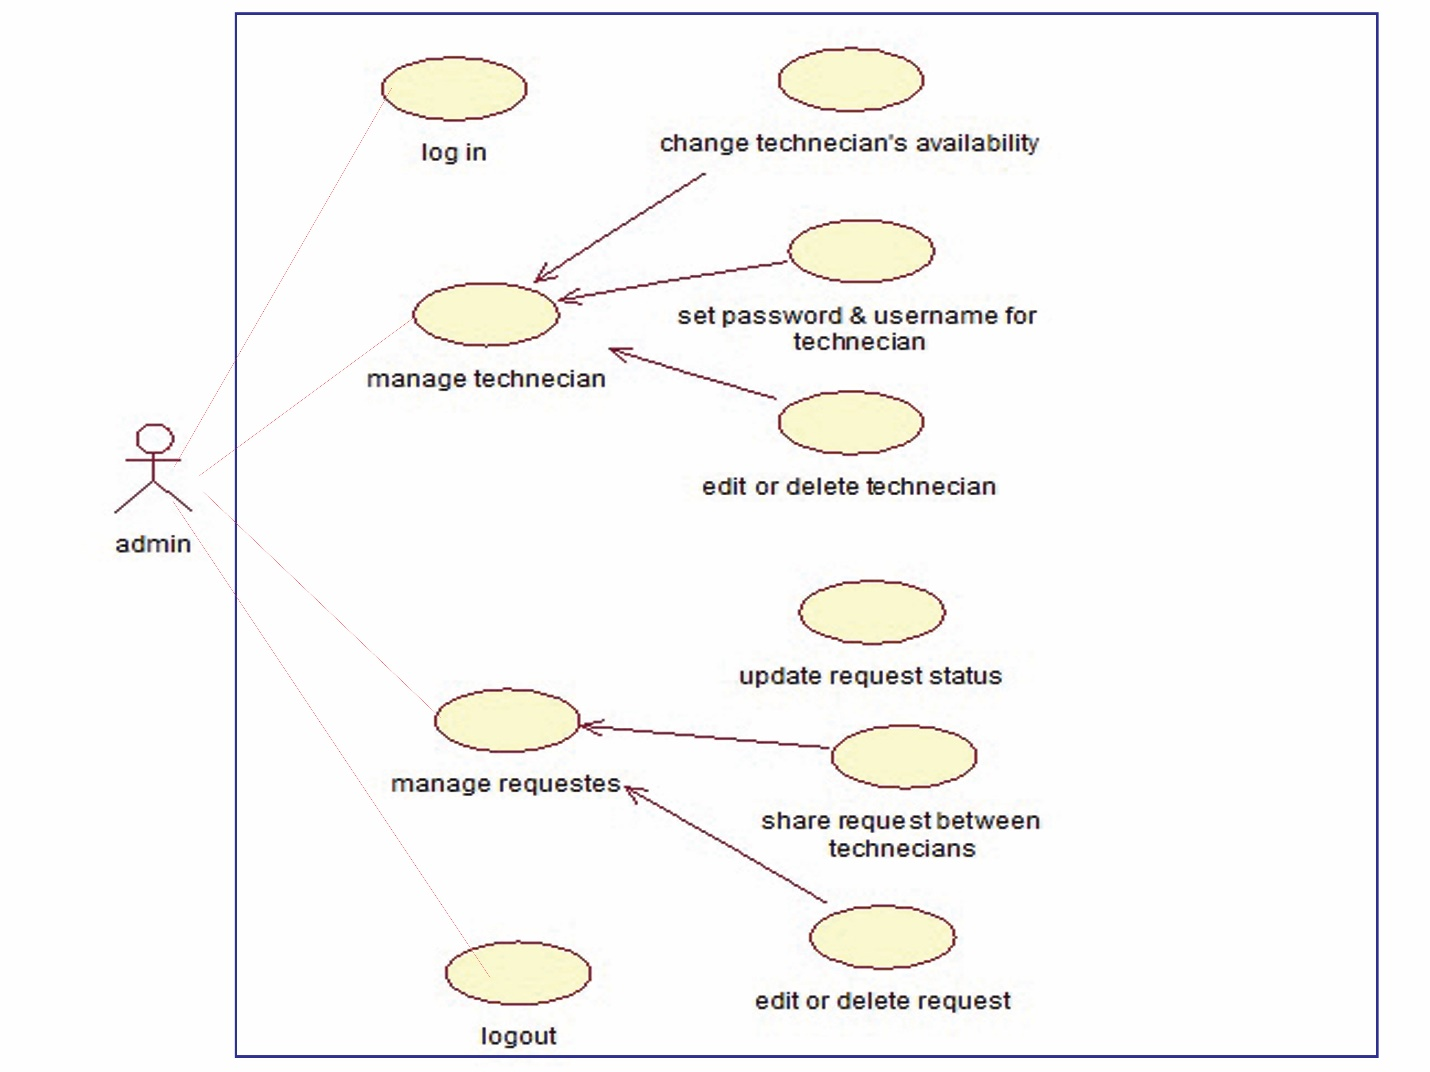 log in
change technecian's availability
set password & username for
technecian
manage technecian
edit or delete technecian
admin
update request status
manage requestes
share request between
technecians
edit or delete request
logout